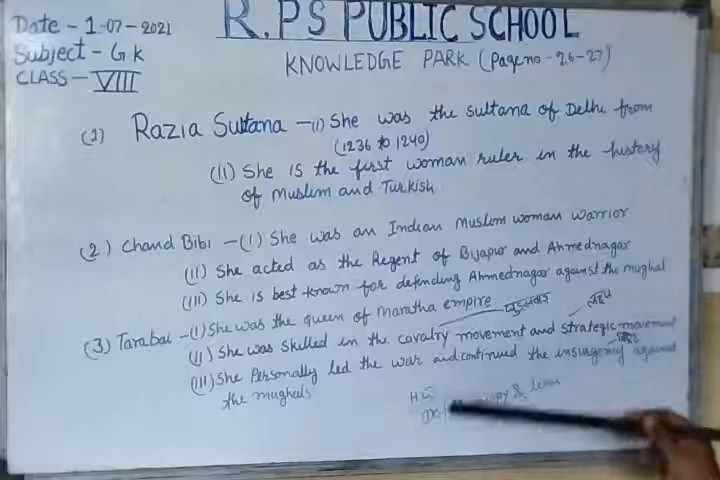 Date - 1-07-2021
R.P.S PUBLIC SCHOOL
Subject - G K
KNOWLEDGE PARK (Page no - 26-27)
CLASS - VIII
(1) RAZIA Sultana - (i) She was the sultana of Delhi from
(1236 to 1240)
(ii) She is the first woman ruler in the history
of Muslim and Turkish
(2) Chand Bibi - (i) She was an Indian Muslim woman warrior
(ii) She acted as the Regent of Bijapur and Ahmednagar
(iii) She is best known for defending Ahmednagar against the mughal
(3) Tarabai - (i) She was the queen of Maratha empire
(ii) She was skilled in the cavalry movement and strategic movement
(iii) She personally led the war and continued the insurgency against
the mughals
H.W
copy & learn